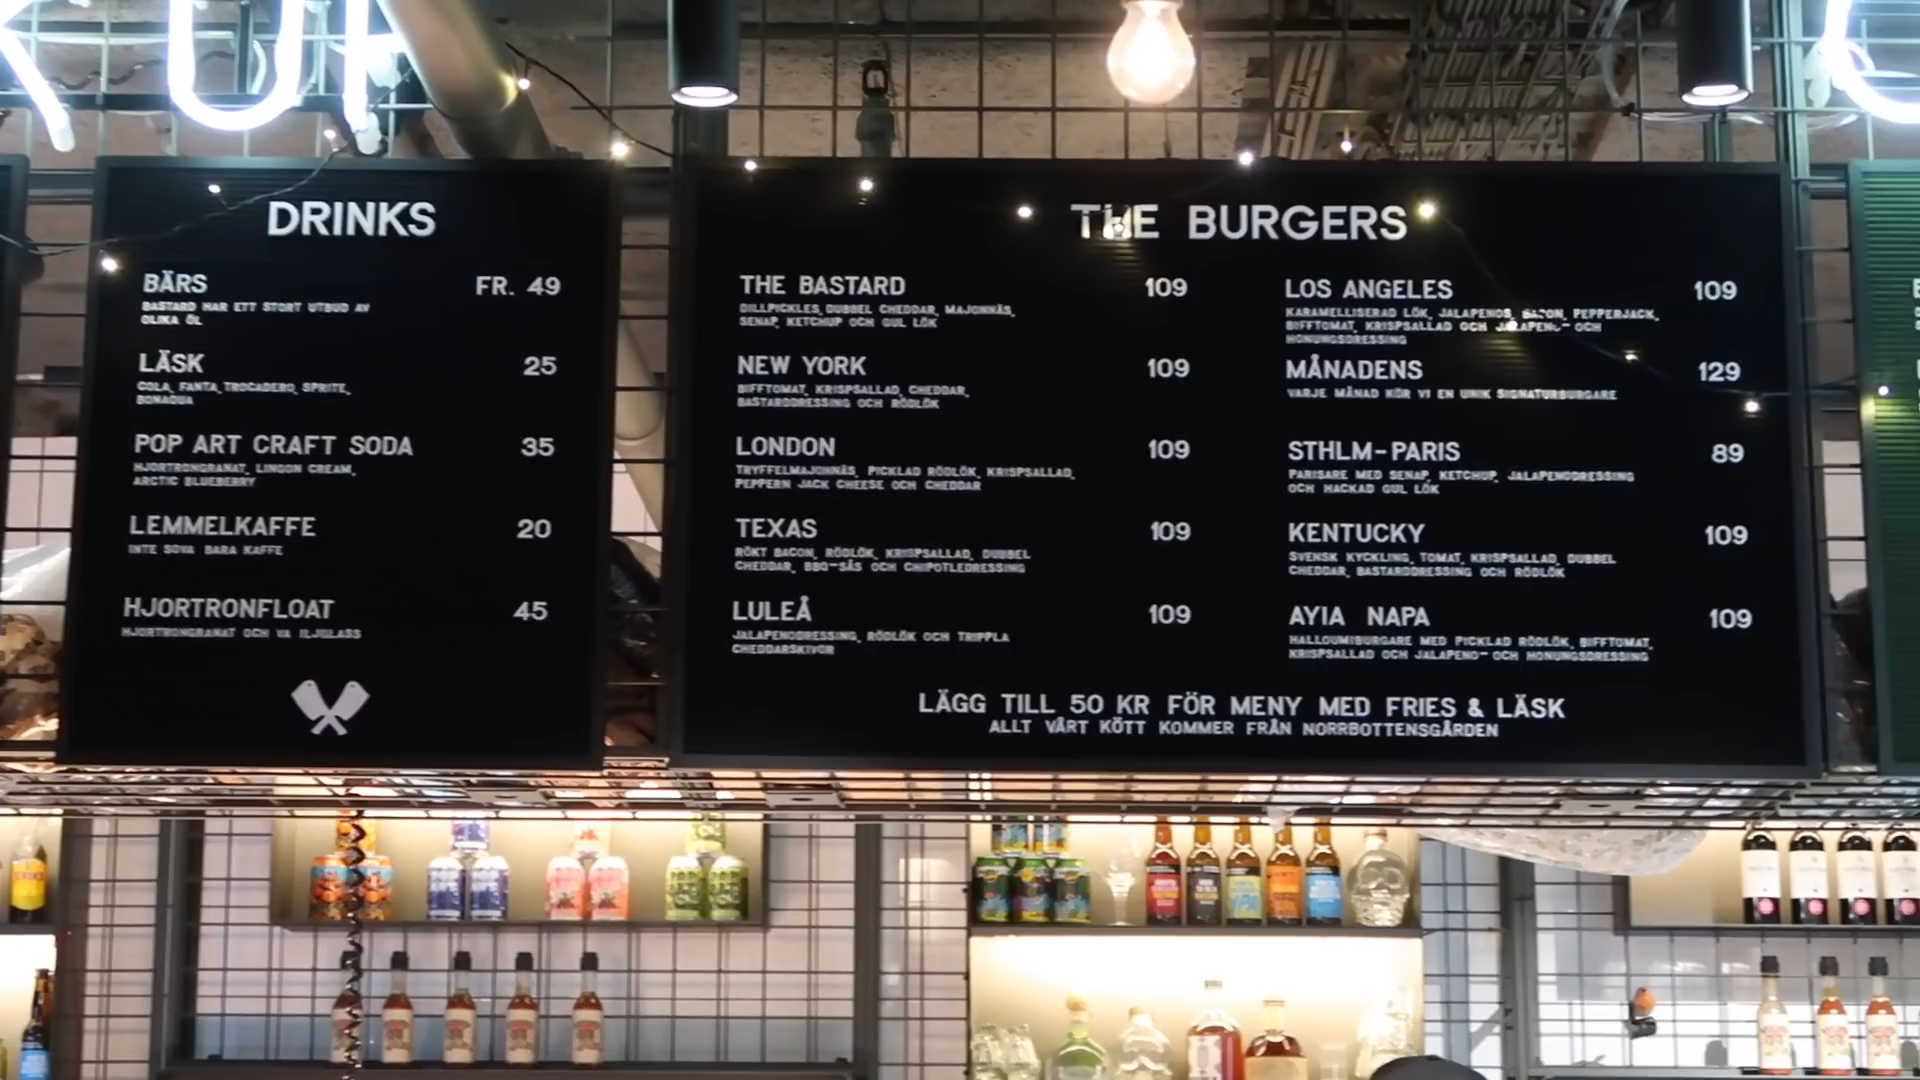 DRINKS
BÄRS FR. 49
BASTARD HAR ETT STORT UTBUD AV
OLIKA ÖL
LÄSK 25
COLA, FANTA, TROCADERO, SPRITE,
BONAQUA
POP ART CRAFT SODA 35
HJORTRONGRANAT, LINGON CREAM,
ARCTIC BLUEBERRY
LEMMELKAFFE 20
INTE SOVA BARA KAFFE
HJORTRONFLOAT 45
HJORTRONGRANAT OCH VA
THE BURGERS
THE BASTARD 109
DILLPICKLES, DUBBEL CHEDDAR, MAJONNÄS,
SENAP, KETCHUP OCH GUL LÖK
NEW YORK 109
BIFFTOMAT, KRISPSALLAD, CHEDDAR,
BASTARDDRESSING OCH RÖDLÖK
LONDON 109
TRYFFELMAJONNÄS, PICKLAD RÖDLÖK, KRISPSALLAD,
PEPPERN JACK CHEESE OCH CHEDDAR
TEXAS 109
RÖKT BACON, RÖDLÖK, KRISPSALLAD, DUBBEL
CHEDDAR, BBQ-SÅS OCH CHIPOTLEDRESSING
LULEÅ 109
JALAPENODRESSING, RÖDLÖK OCH TRIPPLA
CHEDDARSKIVOR
LOS ANGELES 109
KARAMELLISERAD LÖK, JALAPENOS, BACON, PEPPERJACK,
BIFFTOMAT, KRISPSALLAD OCH JALAPENO- OCH
HONUNGSDRESSING
MÅNADENS 129
VARJE MÅNAD KÖR VI EN UNIK SIGNATURBURGARE
STHLM-PARIS 89
PARISARE MED SENAP, KETCHUP, JALAPENODRESSING
OCH HACKAD GUL LÖK
KENTUCKY 109
SVENSK KYCKLING, TOMAT, KRISPSALLAD, DUBBEL
CHEDDAR, BASTARDDRESSING OCH RÖDLÖK
AYIA NAPA 109
HALLOUMIBURGARE MED PICKLAD RÖDLÖK, BIFFTOMAT,
KRISPSALLAD OCH JALAPENO- OCH HONUNGSDRESSING
LÄGG TILL 50 KR FÖR MENY MED FRIES & LÄSK
ALLT VÅRT KÖTT KOMMER FRÅN NORRBOTTENSGÅRDEN